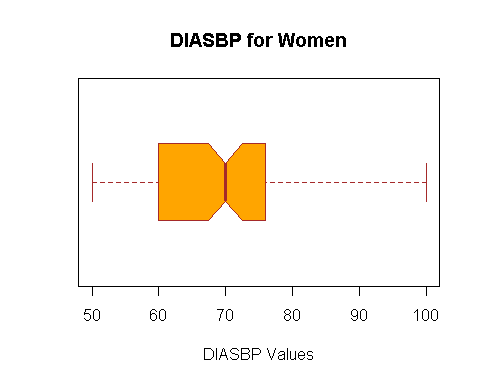 DIASBP for Women
50 60 70 80 90 100
DIASBP Values